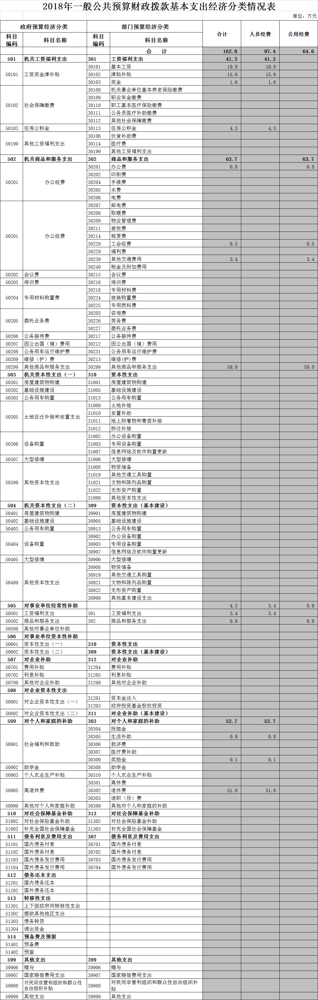 2018年一般公共预算财政拨款基本支出经济分类情况表
单位：万元
政府预算经济分类 部门预算经济分类 合计 人员经费 公用经费
科目编码 科目名称 科目编码 科目名称
合 计 162.0 97.4 64.6
501 机关工资福利支出 301 工资福利支出 41.3 41.3
50101 工资奖金津补贴 30101 基本工资 19.8 19.8
30102 津贴补贴 15.6 15.6
30103 奖金 1.6 1.6
50102 社会保障缴费 30108 机关事业单位基本养老保险缴费
30109 职业年金缴费
30110 职工基本医疗保险缴费
30111 公务员医疗补助缴费
30112 其他社会保障缴费
50103 住房公积金 30113 住房公积金 4.3 4.3
50199 其他工资福利支出 30106 伙食补助费
30114 医疗费
30199 其他工资福利支出
502 机关商品和服务支出 302 商品和服务支出 63.7 63.7
50201 办公经费 30201 办公费 0.8 0.8
30202 印刷费
30204 手续费
30205 水费
30206 电费
50201 办公经费 30207 邮电费
30208 取暖费
30209 物业管理费
30211 差旅费
30214 租赁费
30228 工会经费 0.5 0.5
30229 福利费
30239 其他交通费用 3.4 3.4
30240 税金及附加费用
50202 会议费 30215 会议费
50203 培训费 30216 培训费
50204 专用材料购置费 30218 专用材料费
30224 被装购置费
30225 专用燃料费
50205 委托业务费 30203 咨询费
30226 劳务费
30227 委托业务费
50206 公务接待费 30217 公务接待费
50207 因公出国（境）费用 30212 因公出国（境）费用
50208 公务用车运行维护费 30231 公务用车运行维护费
50209 维修（护）费 30213 维修(护)费
50299 其他商品和服务支出 30299 其他商品和服务支出 59.0 59.0
503 机关资本性支出（一） 310 资本性支出
50301 房屋建筑物购建 31001 房屋建筑物购建
50302 基础设施建设 31005 基础设施建设
50303 公务用车购置 31013 公务用车购置
50305 土地征迁补偿和安置支出 31009 土地补偿
31010 安置补助
31011 地上附着物和青苗补偿
31012 拆迁补偿
50306 设备购置 31002 办公设备购置
31003 专用设备购置
31007 信息网络及软件购置更新
50307 大型修缮 31006 大型修缮
50399 其他资本性支出 31008 物资储备
31019 其他交通工具购置
31021 文物和陈列品购置
31022 无形资产购置
31099 其他资本性支出
504 机关资本性支出（二） 309 资本性支出（基本建设）
50401 房屋建筑物购建 30901 房屋建筑物购建
50402 基础设施建设 30905 基础设施建设
50403 公务用车购置 30913 公务用车购置
50404 设备购置 30902 办公设备购置
30903 专用设备购置
30907 信息网络及软件购置更新
50405 大型修缮 30906 大型修缮
50499 其他资本性支出 30908 物资储备
30919 其他交通工具购置
30921 文物和陈列品购置
30922 无形资产购置
30999 其他基本建设支出
505 对事业单位经常性补助 4.3 3.4 0.9
50501 工资福利支出 301 工资福利支出 3.4 3.4
50502 商品和服务支出 302 商品和服务支出 0.9 0.9
50599 其他对事业单位补助
506 对事业单位资本性补助
50601 资本性支出（一） 310 资本性支出
50602 资本性支出（二） 309 资本性支出（基本建设）
507 对企业补助 312 对企业补助
50701 费用补贴 31204 费用补贴
50702 利息补贴 31205 利息补贴
50799 其他对企业补助 31299 其他对企业补助
508 对企业资本性支出
50801 对企业资本性支出（一） 31201 资本金注入
31203 政府投资基金股权投资
50802 对企业资本性支出（二） 311 对企业补助（基本建设）
509 对个人和家庭的补助 303 对个人和家庭的补助 52.7 52.7
50901 社会福利和救助 30304 抚恤金
30305 生活补助 0.8 0.8
30306 救济费
30307 医疗费补助
30309 奖励金 0.1 0.1
50902 助学金 30308 助学金
50903 个人农业生产补贴 30310 个人农业生产补贴
50905 离退休费 30301 离休费
30302 退休费 51.8 51.8
30303 退职（役）费
50999 其他对个人和家庭补助 30399 其他对个人和家庭的补助
510 对社会保障基金补助 313 对社会保障基金补助
51002 对社会保险基金补助 31302 对社会保险基金补助
51003 补充全国社会保障基金 31303 补充全国社会保障基金
511 债务利息及费用支出 307 债务利息及费用支出
51101 国内债务付息 30701 国内债务付息
51102 国外债务付息 30702 国外债务付息
51103 国内债务发行费用 30703 国内债务发行费用
51104 国外债务发行费用 30704 国外债务发行费用
512 债务还本支出
51201 国内债务还本
51202 国外债务还本
513 转移性支出
51301 上下级政府间转移性支出
51302 援助其他地区支出
51303 债务转贷
51304 调出资金
514 预备费及预留
51401 预备费
51402 预留
599 其他支出 399 其他支出
59906 赠与 39906 赠与
59907 国家赔偿费用支出 39907 国家赔偿费用支出
59908 对民间非营利组织和群众性自治组织补贴 39908 对民间非营利组织和群众性自治组织补贴
59999 其他支出 39999 其他支出